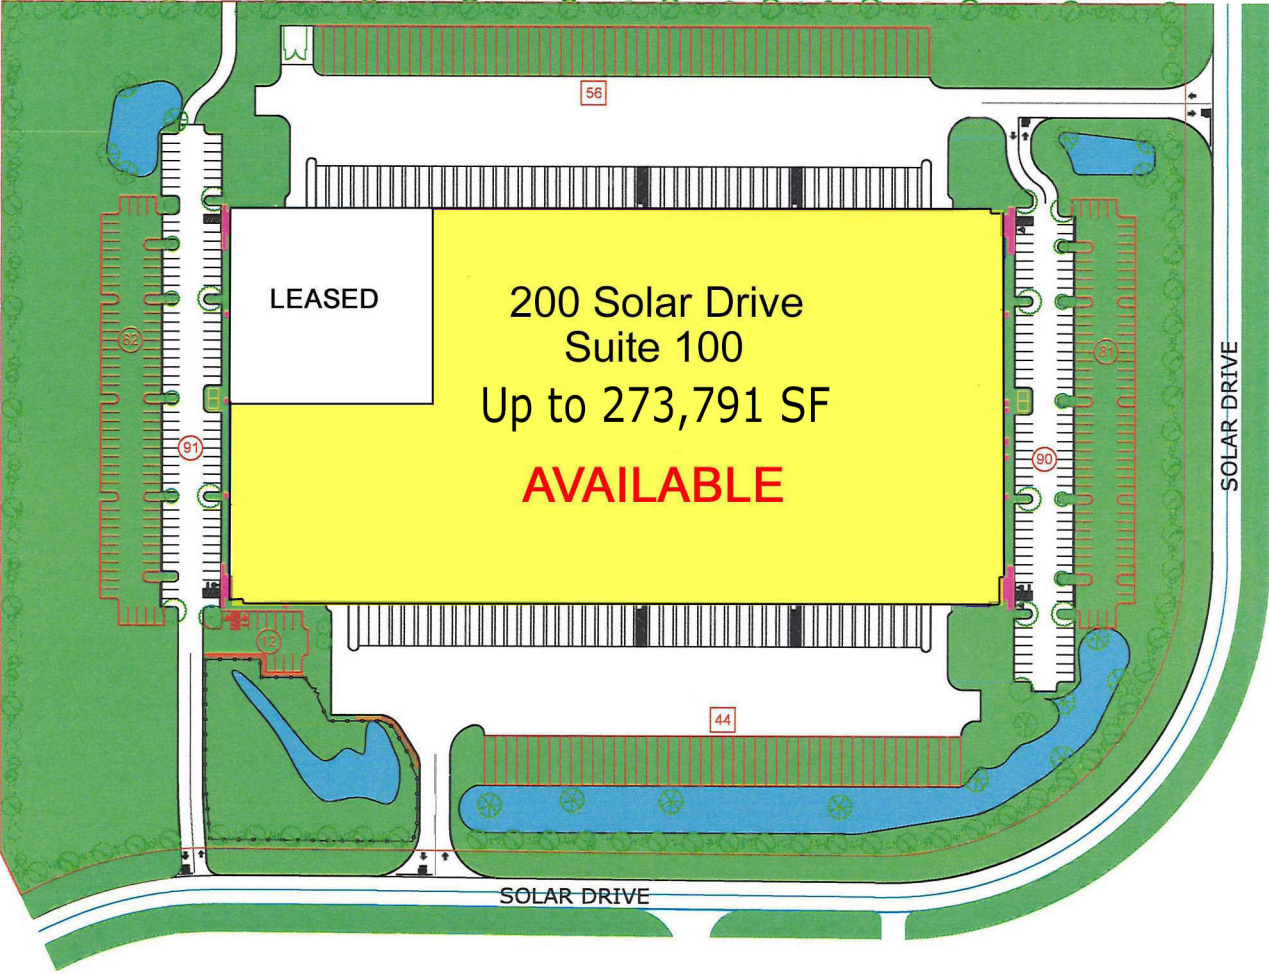 56
LEASED
200 Solar Drive
Suite 100
Up to 273,791 SF
AVAILABLE
82
81
91
90
SOLAR DRIVE
12
44
SOLAR DRIVE